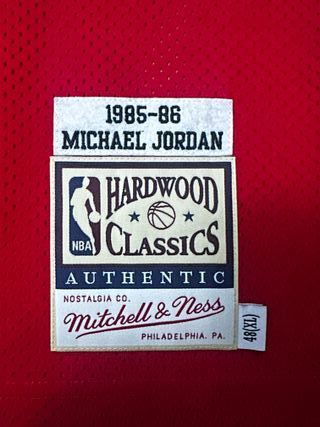 1985-86
MICHAEL JORDAN
HARDWOOD
NBA
CLASSICS
AUTHENTIC
NOSTALGIA CO.
Mitchell & Ness
PHILADELPHIA, PA.
48(XL)